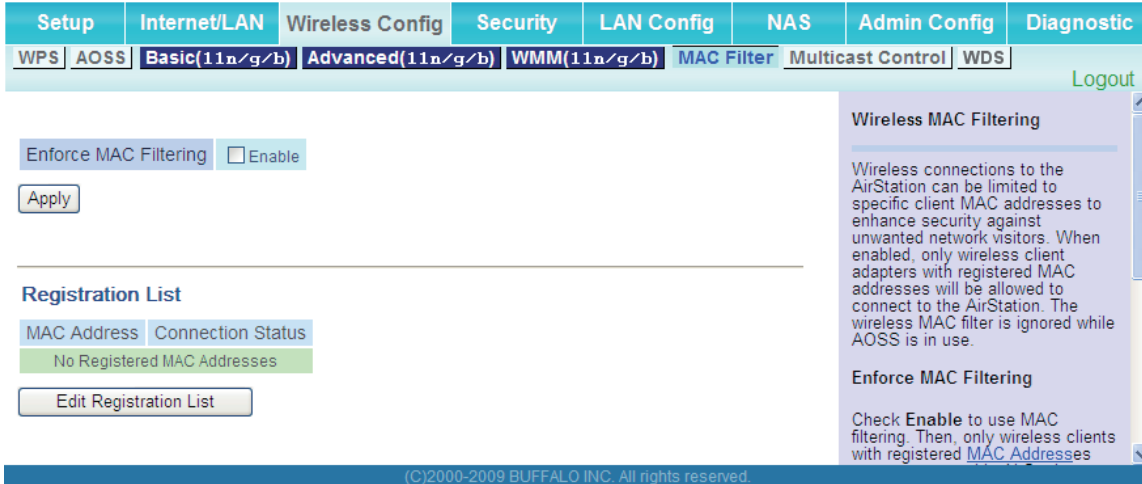 Setup Internet/LAN Wireless Config Security LAN Config NAS Admin Config Diagnostic
WPS AOSS Basic(11n/g/b) Advanced(11n/g/b) WMM(11n/g/b) MAC Filter Multicast Control WDS
Logout
Enforce MAC Filtering Enable
Apply
Registration List
MAC Address Connection Status
No Registered MAC Addresses
Edit Registration List
Wireless MAC Filtering
Wireless connections to the
AirStation can be limited to
specific client MAC addresses to
enhance security against
unwanted network visitors. When
enabled, only wireless client
adapters with registered MAC
addresses will be allowed to
connect to the AirStation. The
wireless MAC filter is ignored while
AOSS is in use.
Enforce MAC Filtering
Check Enable to use MAC
filtering. Then, only wireless clients
with registered MAC Addresses
(C)2000-2009 BUFFALO INC. All rights reserved.